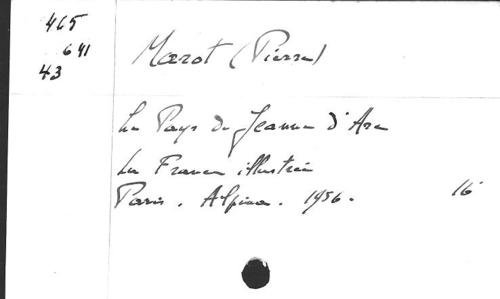 465
641
43
Marot (Pierre)
Le Pays de Jeanne d'Arc
La France illustrée
Paris. Alpina. 1956. 16°